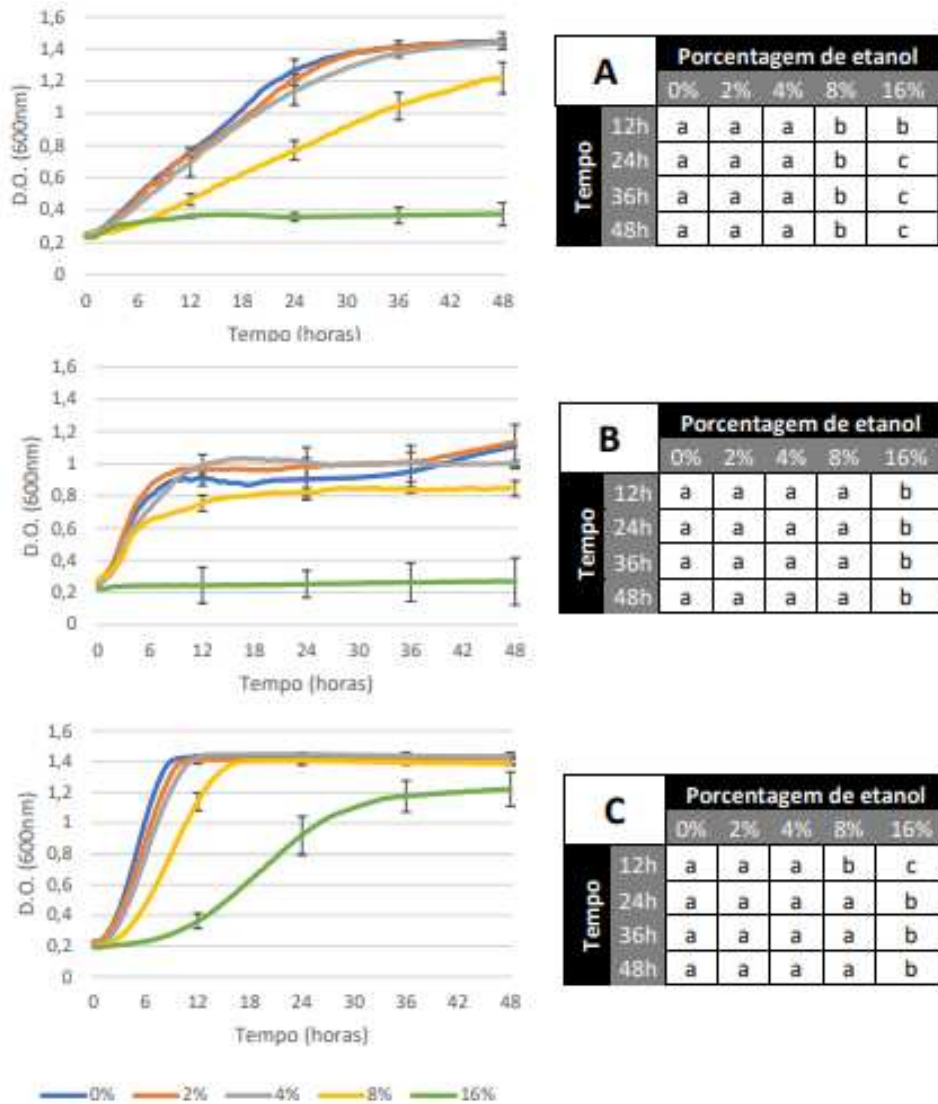 1,6
1,4
1,2
1
0,8
0,6
0,4
0,2
0
D.O. (600nm)
0 6 12 18 24 30 36 42 48
Tempo (horas)
A
Porcentagem de etanol
0% 2% 4% 8% 16%
Tempo
12h a a a b b
24h a a a b c
36h a a a b c
48h a a a b c
1,6
1,4
1,2
1
0,8
0,6
0,4
0,2
0
D.O. (600nm)
0 6 12 18 24 30 36 42 48
Tempo (horas)
B
Porcentagem de etanol
0% 2% 4% 8% 16%
Tempo
12h a a a a b
24h a a a a b
36h a a a a b
48h a a a a b
1,6
1,4
1,2
1
0,8
0,6
0,4
0,2
0
D.O. (600nm)
0 6 12 18 24 30 36 42 48
Tempo (horas)
C
Porcentagem de etanol
0% 2% 4% 8% 16%
Tempo
12h a a a b c
24h a a a a b
36h a a a a b
48h a a a a b
0% 2% 4% 8% 16%